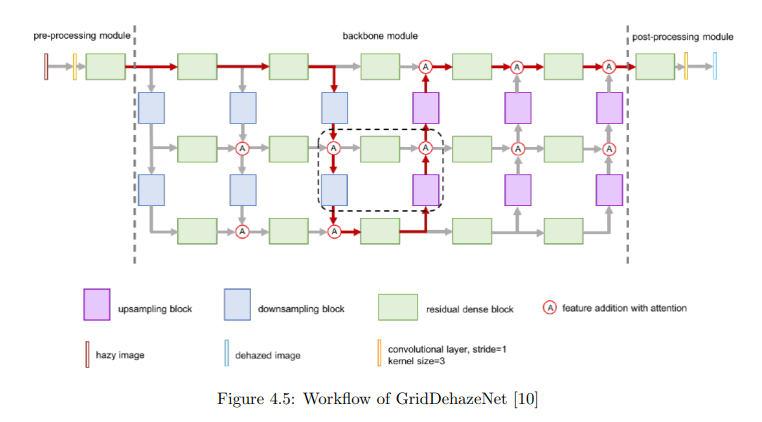 pre-processing module
backbone module
post-processing module
A A A
A A A A A
A A
upsampling block
downsampling block
residual dense block
A feature addition with attention
hazy image
dehazed image
convolutional layer, stride=1
kernel size=3
Figure 4.5: Workflow of GridDehazeNet [10]